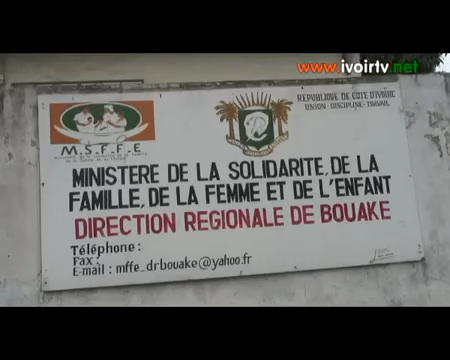 www.ivoirtv.net
REPUBLIQUE DE COTE D'IVOIRE
UNION-DISCIPLINE-TRAVAIL
M.S.F.F.E
MINISTERE DE LA SOLIDARITE, DE LA
FAMILLE, DE LA FEMME ET DE L'ENFANT
DIRECTION REGIONALE DE BOUAKE
Téléphone :
Fax :
E-mail : mffe_drbouake@yahoo.fr